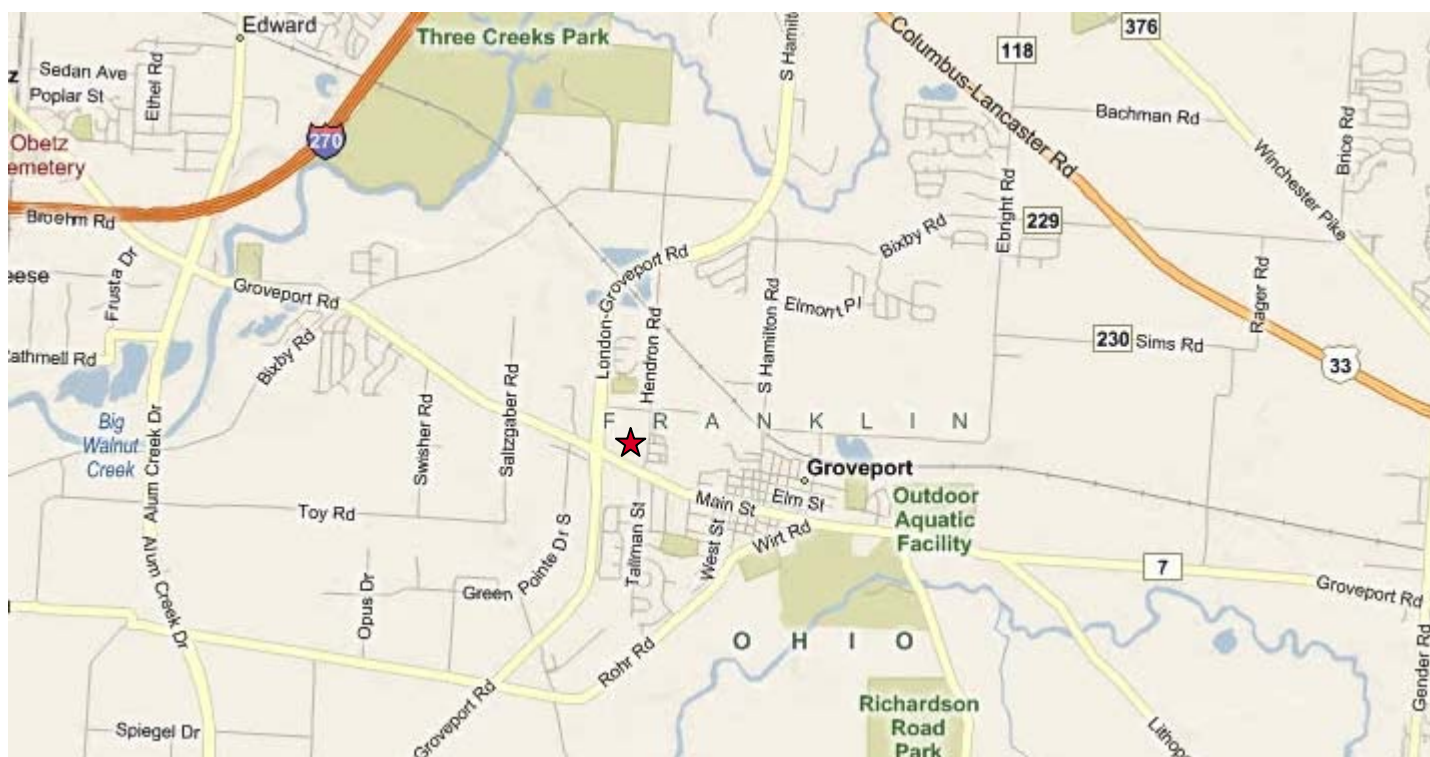 Edward
Three Creeks Park
S Hamilt
Columbus-Lancaster Rd
118
376
z
Sedan Ave
Poplar St
Ethel Rd
Bachman Rd
Brice Rd
Winchester Pike
270
Obetz
emetery
Broehm Rd
Ebright Rd
229
Bixby Rd
Frusta Dr
eese
Groveport Rd
London-Groveport Rd
Hendron Rd
S Hamilton Rd
Elmont Pl
Rager Rd
230
Sims Rd
33
athmell Rd
Bixby Rd
Swisher Rd
Saltzgaber Rd
FRANKLIN
Big
Walnut
Creek
Alum Creek Dr
Groveport
Elm St
Main St
Outdoor
Aquatic
Facility
Toy Rd
Green Pointe Dr S
Tallman St
West St
Wirt Rd
7
Groveport Rd
Opus Dr
Alum Creek Dr
OHIO
Rohr Rd
Gender Rd
Groveport Rd
Richardson
Road
Park
Spiegel Dr
Lithop